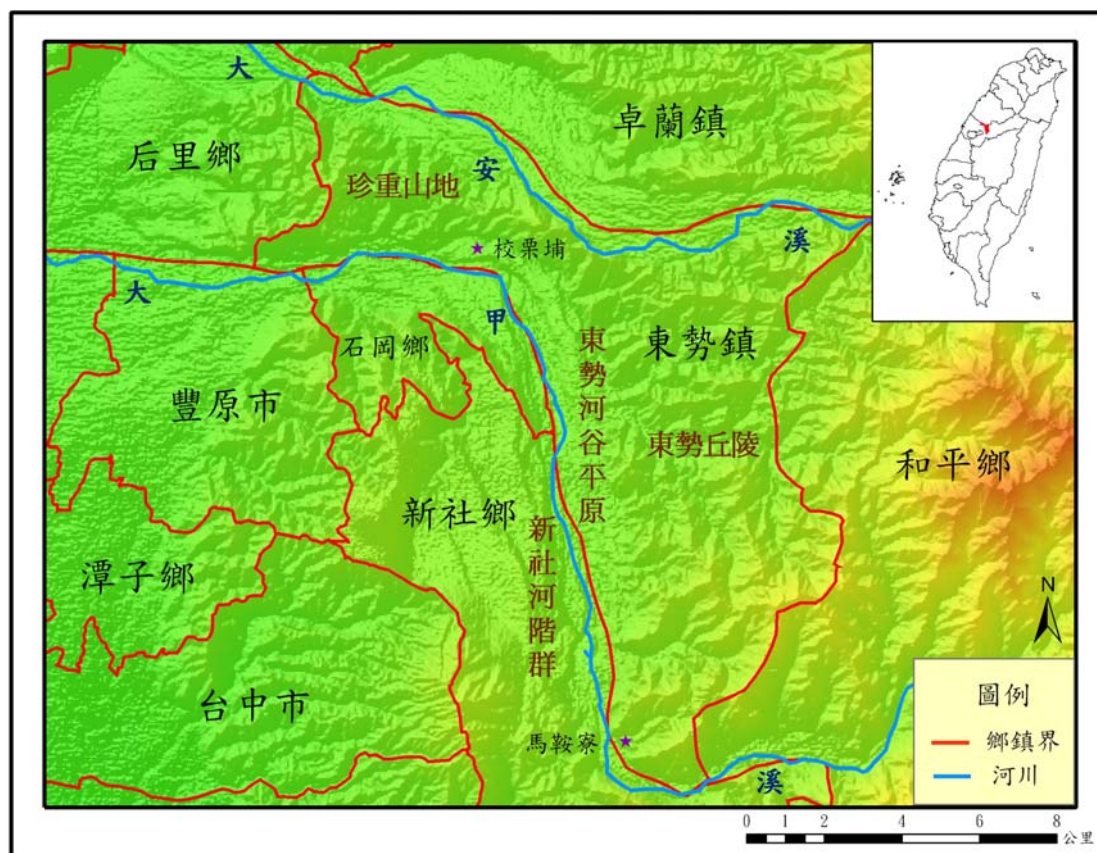 大
安
溪
卓蘭鎮
后里鄉
珍重山地
校栗埔
大
甲
溪
石岡鄉
東勢鎮
東勢河谷平原
豐原市
東勢丘陵
和平鄉
新社鄉
新社河階群
潭子鄉
台中市
馬鞍寮
N
圖例
鄉鎮界
河川
0 1 2 4 6 8
公里